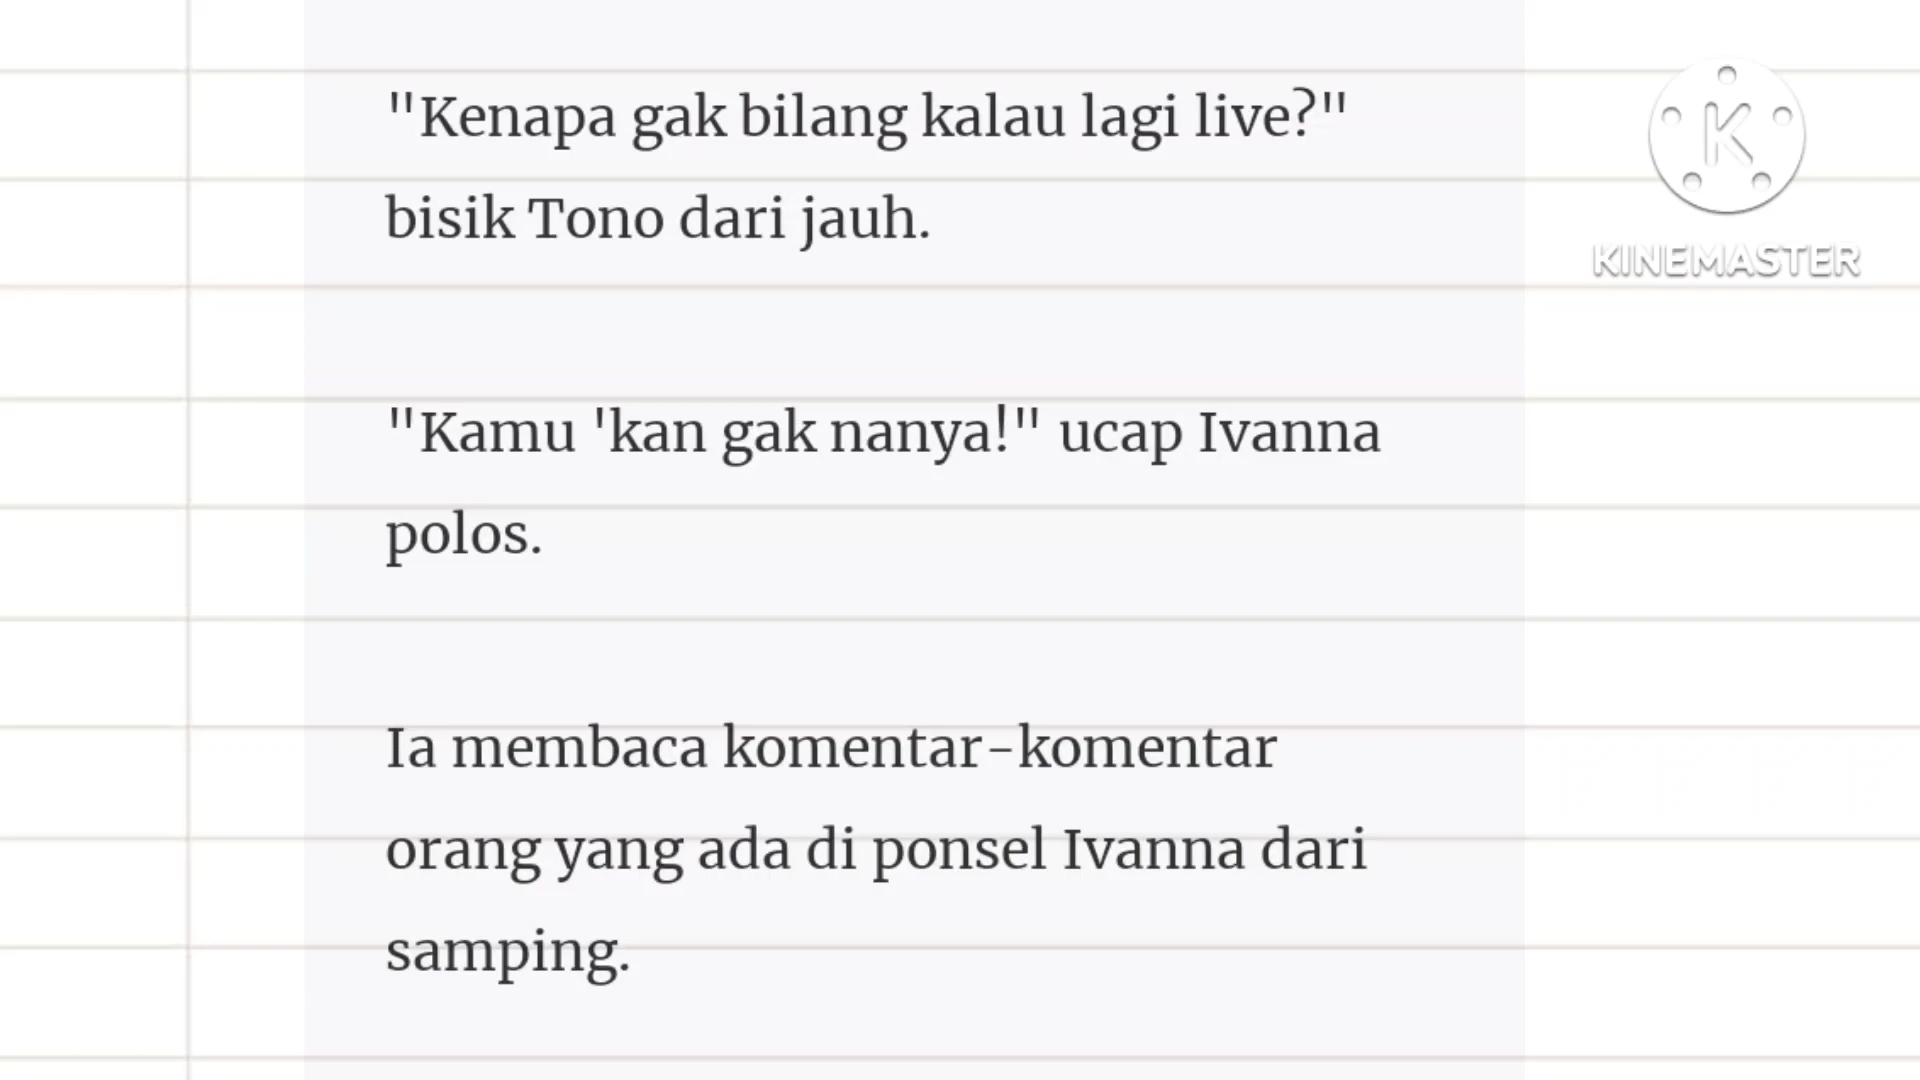 "Kenapa gak bilang kalau lagi live?"
bisik Tono dari jauh.
"Kamu 'kan gak nanya!" ucap Ivanna
polos.
Ia membaca komentar-komentar
orang yang ada di ponsel Ivanna dari
samping.
K
KINEMASTER